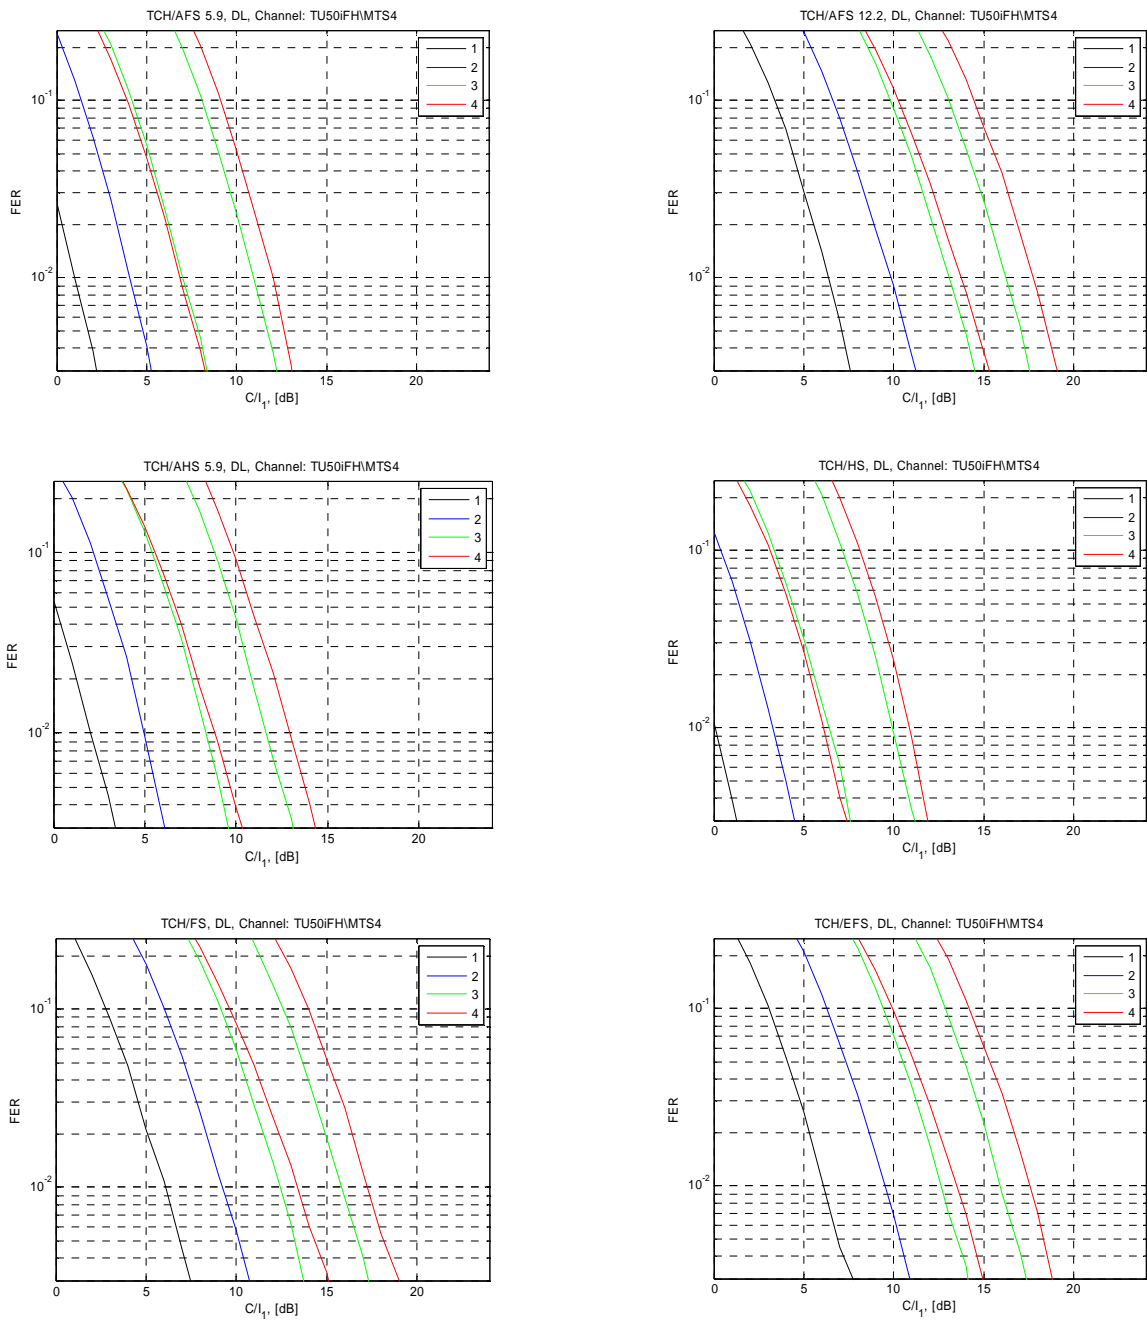 TCH/AFS 5.9, DL, Channel: TU50iFH\MTS4
1
2
3
4
10^-1
10^-2
FER
0 5 10 15 20
C/I_1, [dB]
TCH/AFS 12.2, DL, Channel: TU50iFH\MTS4
1
2
3
4
10^-1
10^-2
FER
0 5 10 15 20
C/I_1, [dB]
TCH/AHS 5.9, DL, Channel: TU50iFH\MTS4
1
2
3
4
10^-1
10^-2
FER
0 5 10 15 20
C/I_1, [dB]
TCH/HS, DL, Channel: TU50iFH\MTS4
1
2
3
4
10^-1
10^-2
FER
0 5 10 15 20
C/I_1, [dB]
TCH/FS, DL, Channel: TU50iFH\MTS4
1
2
3
4
10^-1
10^-2
FER
0 5 10 15 20
C/I_1, [dB]
TCH/EFS, DL, Channel: TU50iFH\MTS4
1
2
3
4
10^-1
10^-2
FER
0 5 10 15 20
C/I_1, [dB]